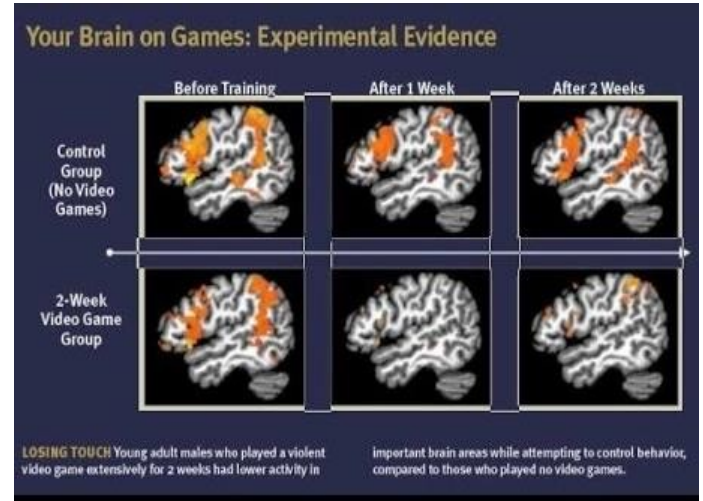 Your Brain on Games: Experimental Evidence
Before Training
After 1 Week
After 2 Weeks
Control
Group
(No Video
Games)
2-Week
Video Game
Group
LOSING TOUCH Young adult males who played a violent
video game extensively for 2 weeks had lower activity in
important brain areas while attempting to control behavior,
compared to those who played no video games.